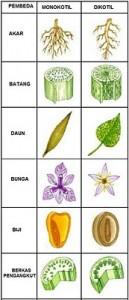 PEMBEDA MONOKOTIL DIKOTIL
AKAR
BATANG
DAUN
BUNGA
BIJI
BERKAS
PENGANGKUT